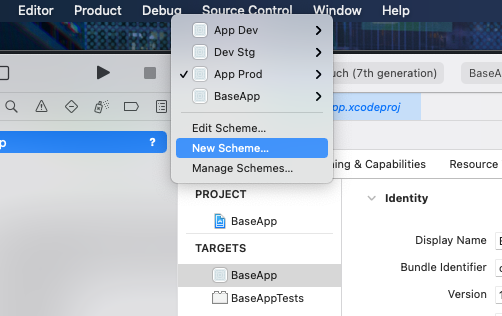 Editor Product Debug Source Control Window Help
App Dev
Dev Stg
✓ App Prod
BaseApp
uch (7th generation)
BaseA
Edit Scheme...
New Scheme...
Manage Schemes...
pp.xcodeproj
p ?
ng & Capabilities Resource
PROJECT
BaseApp
TARGETS
BaseApp
BaseAppTests
Identity
Display Name
Bundle Identifier
Version